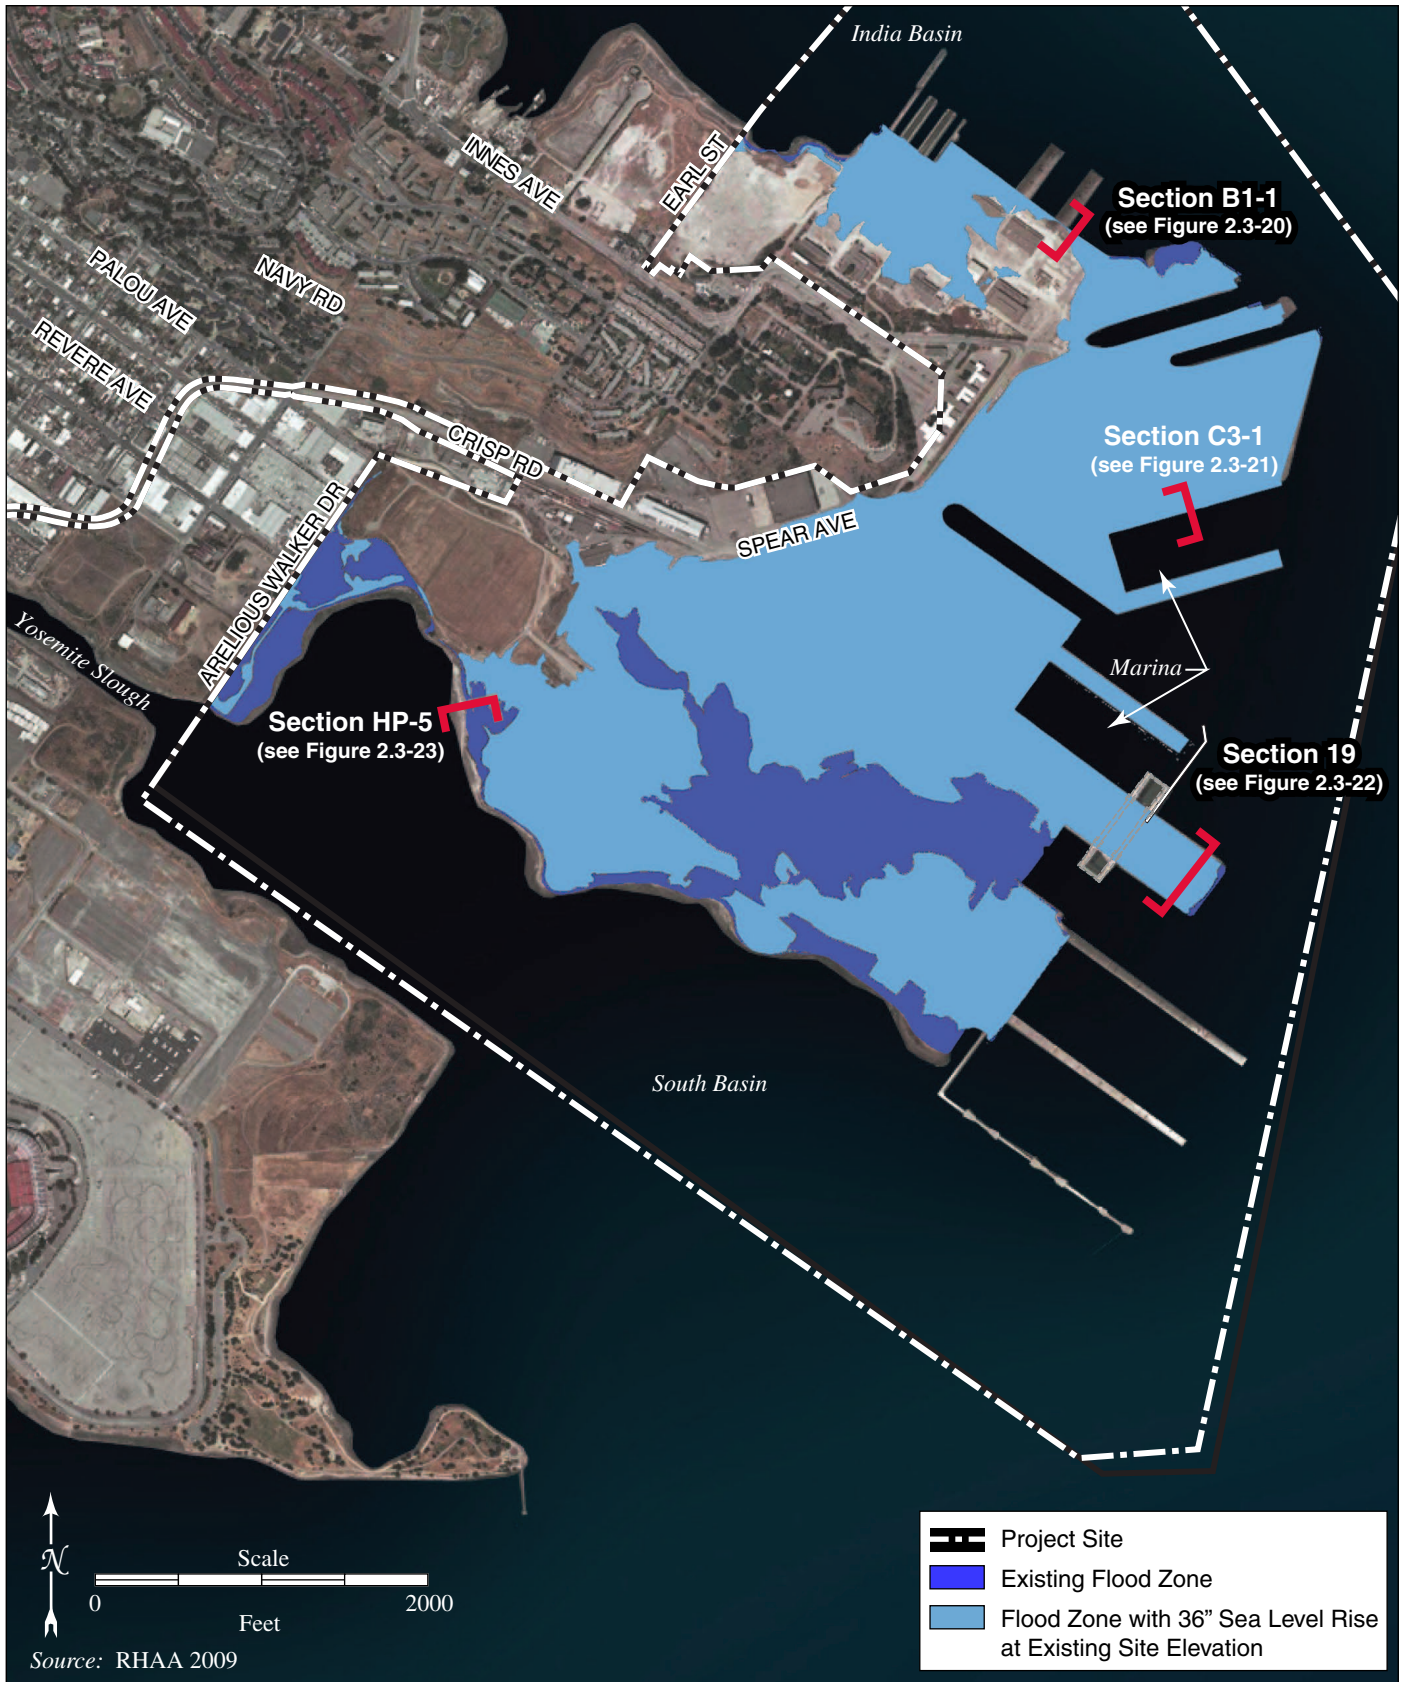 India Basin
INNES AVE
EARL ST
Section B1-1
(see Figure 2.3-20)
PALOU AVE
NAVY RD
REVERE AVE
CRISP RD
Section C3-1
(see Figure 2.3-21)
ARELIOUS WALKER DR
SPEAR AVE
Yosemite Slough
Marina
Section HP-5
(see Figure 2.3-23)
Section 19
(see Figure 2.3-22)
South Basin
N
Scale
0
2000
Feet
Source: RHAA 2009
Project Site
Existing Flood Zone
Flood Zone with 36” Sea Level Rise
at Existing Site Elevation